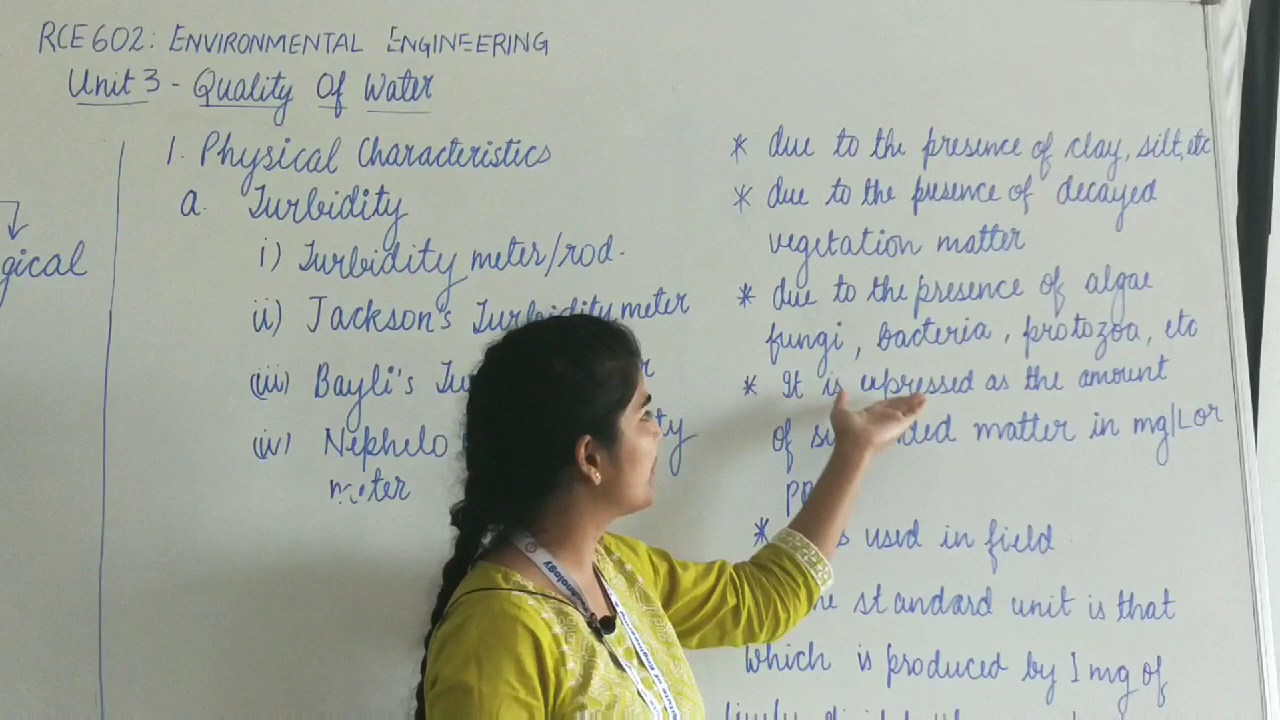 RCE602: ENVIRONMENTAL ENGINEERING
Unit 3 - Quality Of Water
gical
1. Physical Characteristics
a. Turbidity
i) Turbidity meter/rod.
ii) Jackson's Turbidity meter
(iii) Bayli's
(iv) Nephelo
meter
* due to the presence of clay, silt, etc
* due to the presence of decayed
vegetation matter
* due to the presence of algae
fungi, bacteria, protozoa, etc
* It is expressed as the amount
of matter in mg/L or
* used in field
standard unit is that
which is produced by 1 mg of
nology